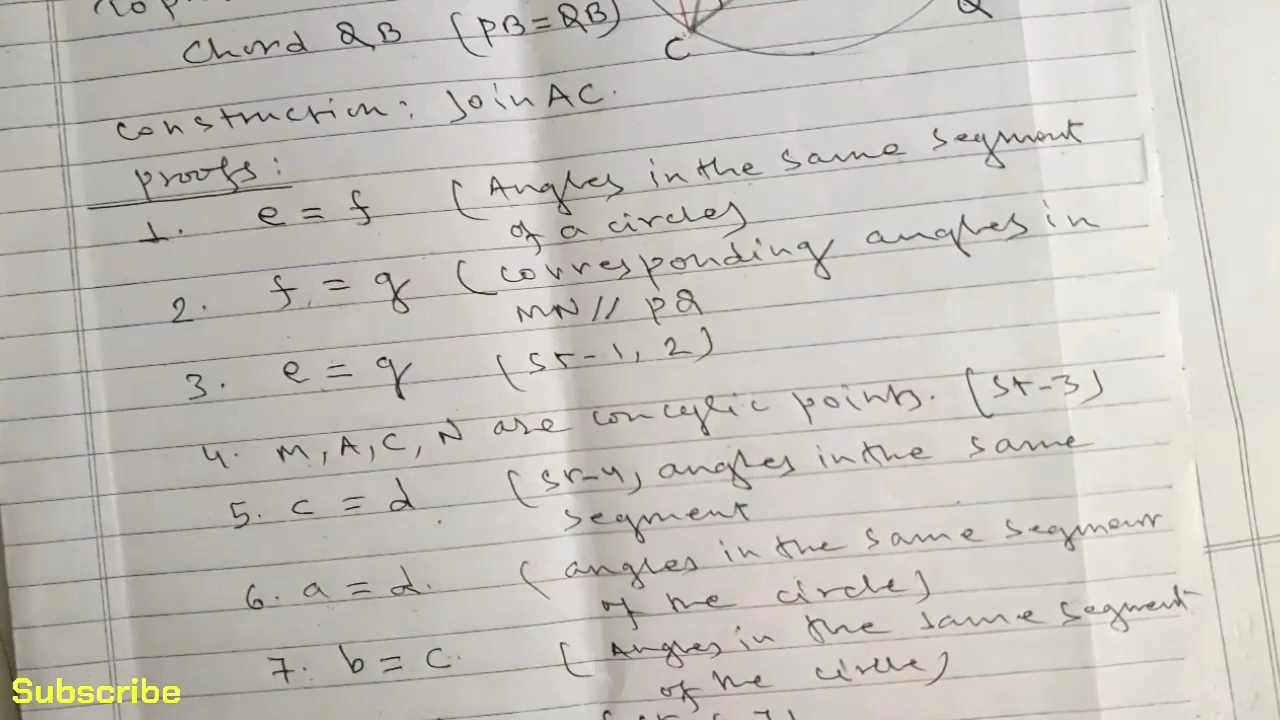 Chord QB (PB = QB)
C
Q
construction: Join AC.
proofs:
1. e = f (Angles in the same segment
of a circles)
2. f = g (corresponding angles in
MN // PQ
3. e = g (St-1, 2)
4. M, A, C, N are concyclic points. (St-3)
5. c = d (St-4, angles in the same
segment
6. a = d. (angles in the same segment
of the circle)
7. b = c. (Angles in the same segment
of the circle)
Subscribe